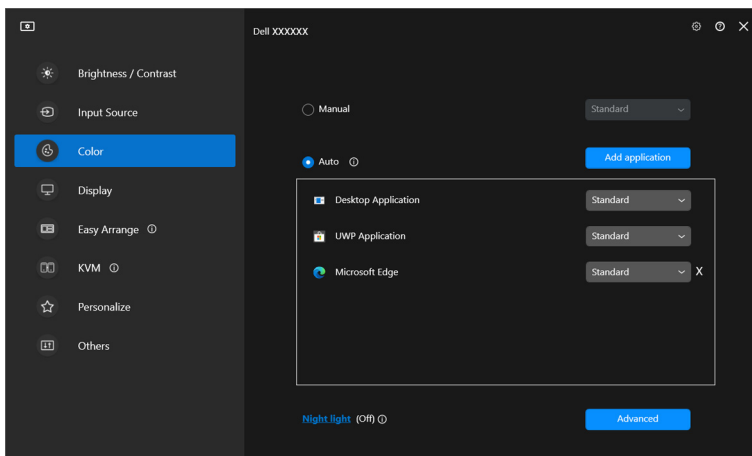 Dell XXXXXX
Brightness / Contrast
Input Source
Color
Display
Easy Arrange
KVM
Personalize
Others
Manual
Standard
Auto
Add application
Desktop Application
Standard
UWP Application
Standard
Microsoft Edge
Standard
X
Night light (Off)
Advanced